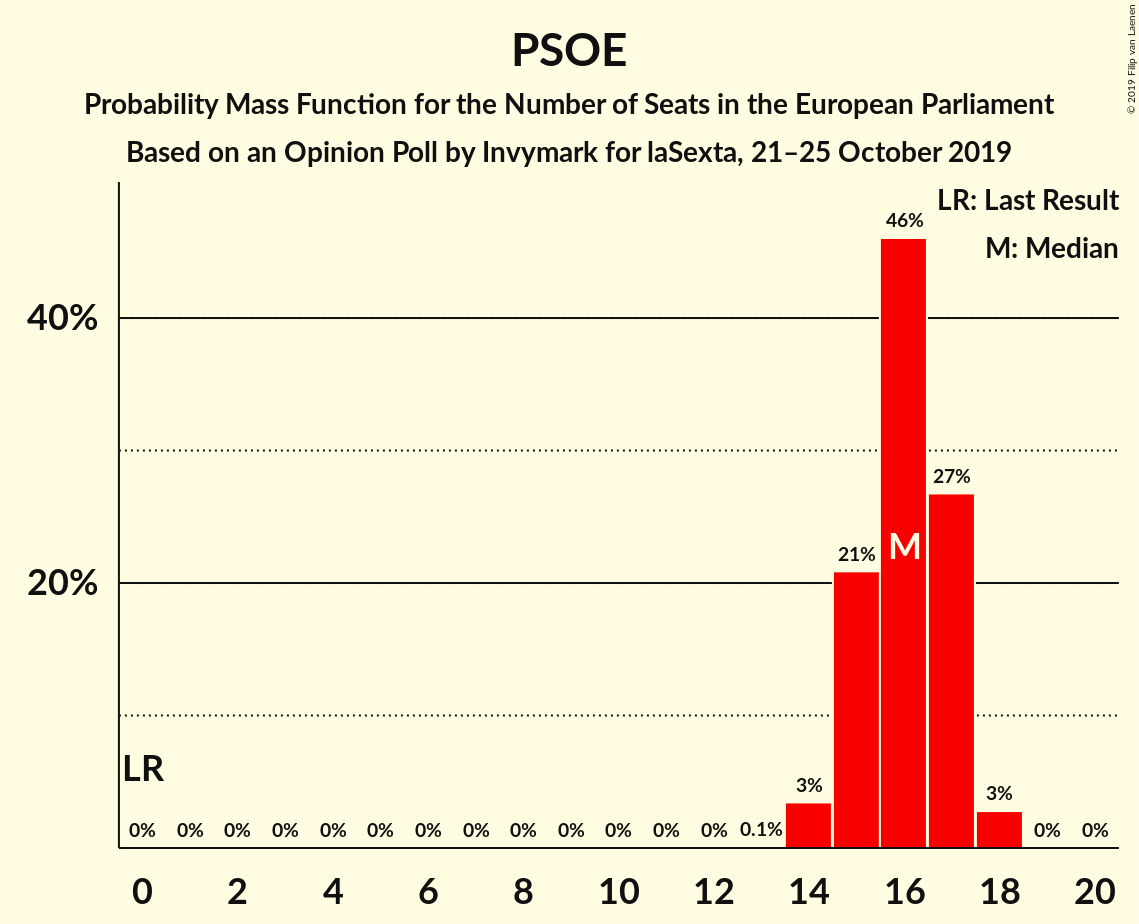 PSOE
Probability Mass Function for the Number of Seats in the European Parliament
Based on an Opinion Poll by Invymark for laSexta, 21–25 October 2019
© 2019 Filip van Laenen
LR: Last Result
M: Median
46%
40%
27%
21%
M
20%
LR
3%
3%
0% 0% 0% 0% 0% 0% 0% 0% 0% 0% 0% 0% 0% 0.1% 0% 0%
0 2 4 6 8 10 12 14 16 18 20